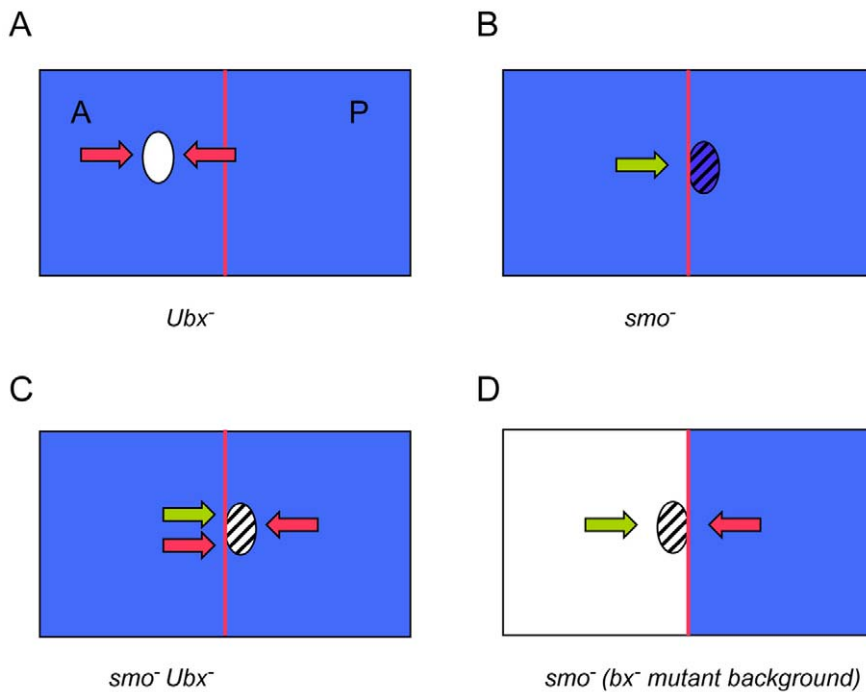 A
B
A
P
Ubx-
smo-
C
D
smo- Ubx-
smo- (bx- mutant background)